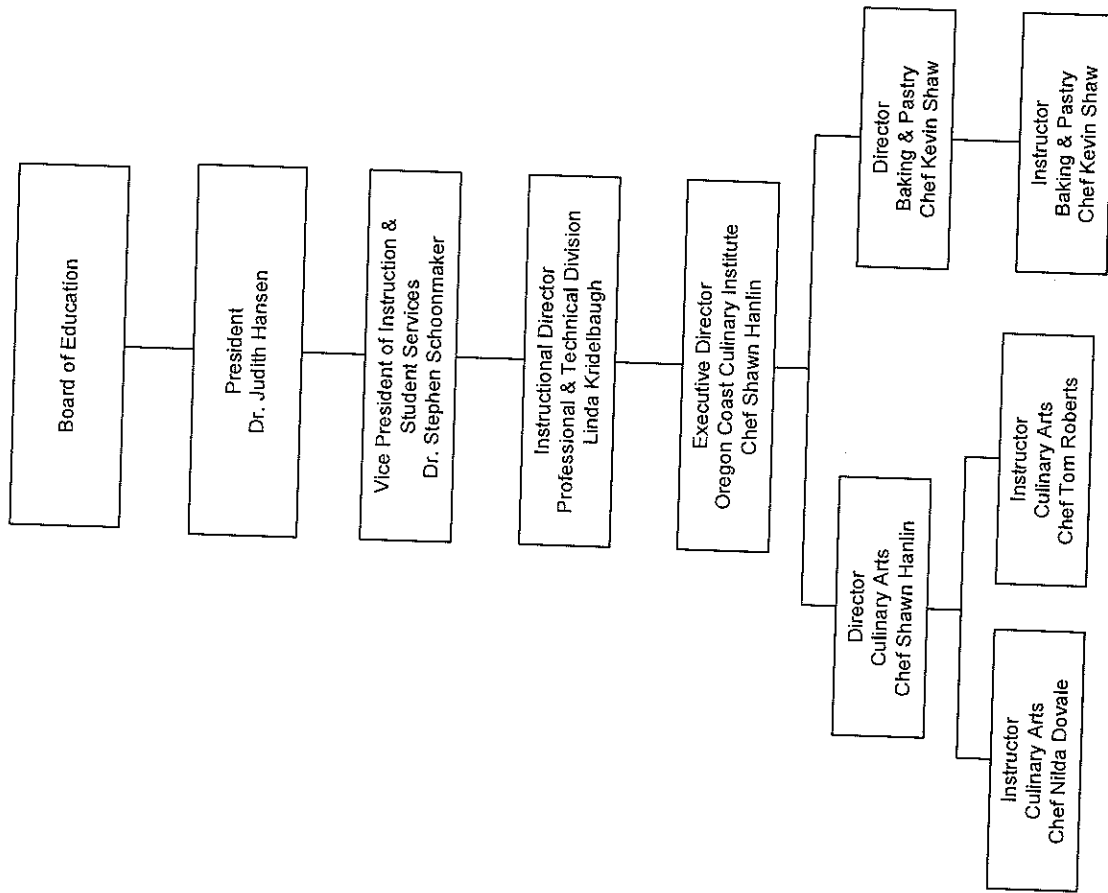 Board of Education
President
Dr. Judith Hansen
Vice President of Instruction &
Student Services
Dr. Stephen Schoonmaker
Instructional Director
Professional & Technical Division
Linda Kridelbaugh
Executive Director
Oregon Coast Culinary Institute
Chef Shawn Hanlin
Director
Culinary Arts
Chef Shawn Hanlin
Director
Baking & Pastry
Chef Kevin Shaw
Instructor
Culinary Arts
Chef Nilda Dovale
Instructor
Culinary Arts
Chef Tom Roberts
Instructor
Baking & Pastry
Chef Kevin Shaw